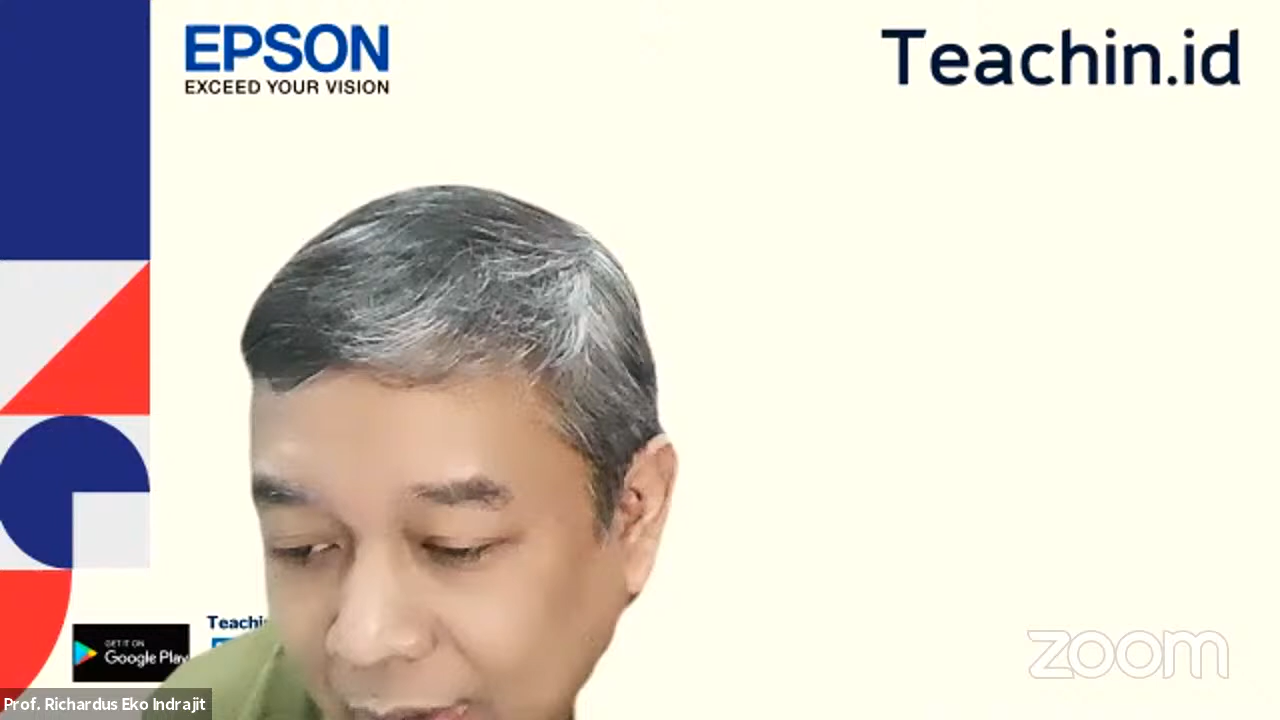 EPSON
EXCEED YOUR VISION
Teachin.id
GET IT ON
Google Play
zoom
Prof. Richardus Eko Indrajit